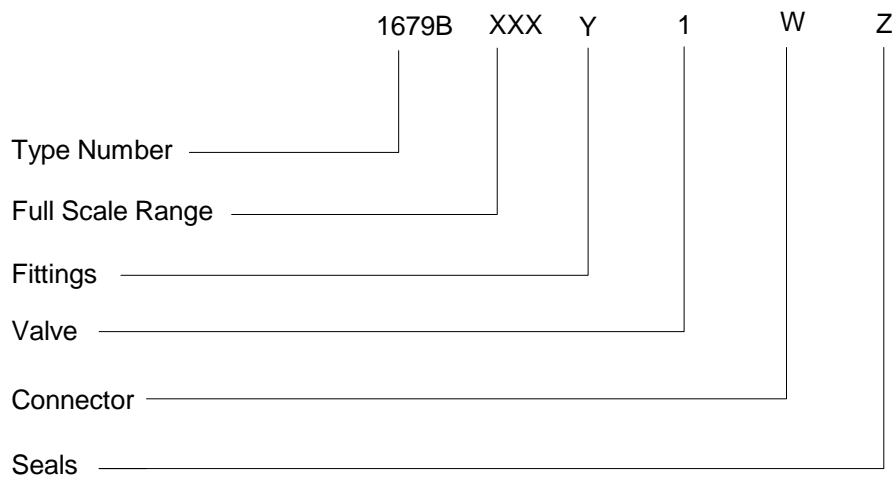 1679B XXX Y 1 W Z
Type Number
Full Scale Range
Fittings
Valve
Connector
Seals